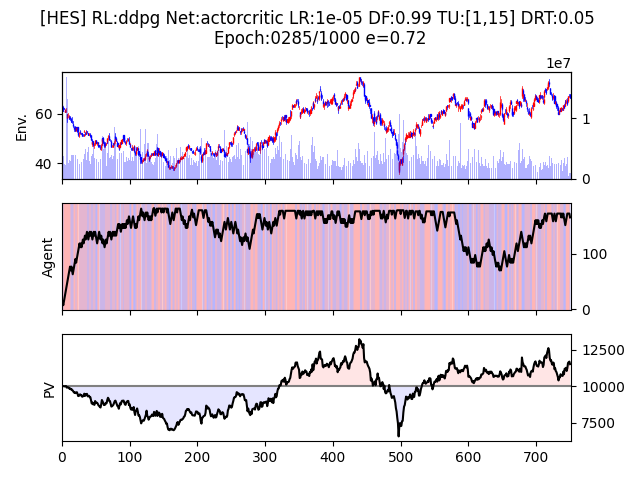 [HES] RL:ddpg Net:actorcritic LR:1e-05 DF:0.99 TU:[1,15] DRT:0.05
Epoch:0285/1000 e=0.72
1e7
Env.
60
40
1
0
Agent
100
0
PV
12500
10000
7500
0 100 200 300 400 500 600 700